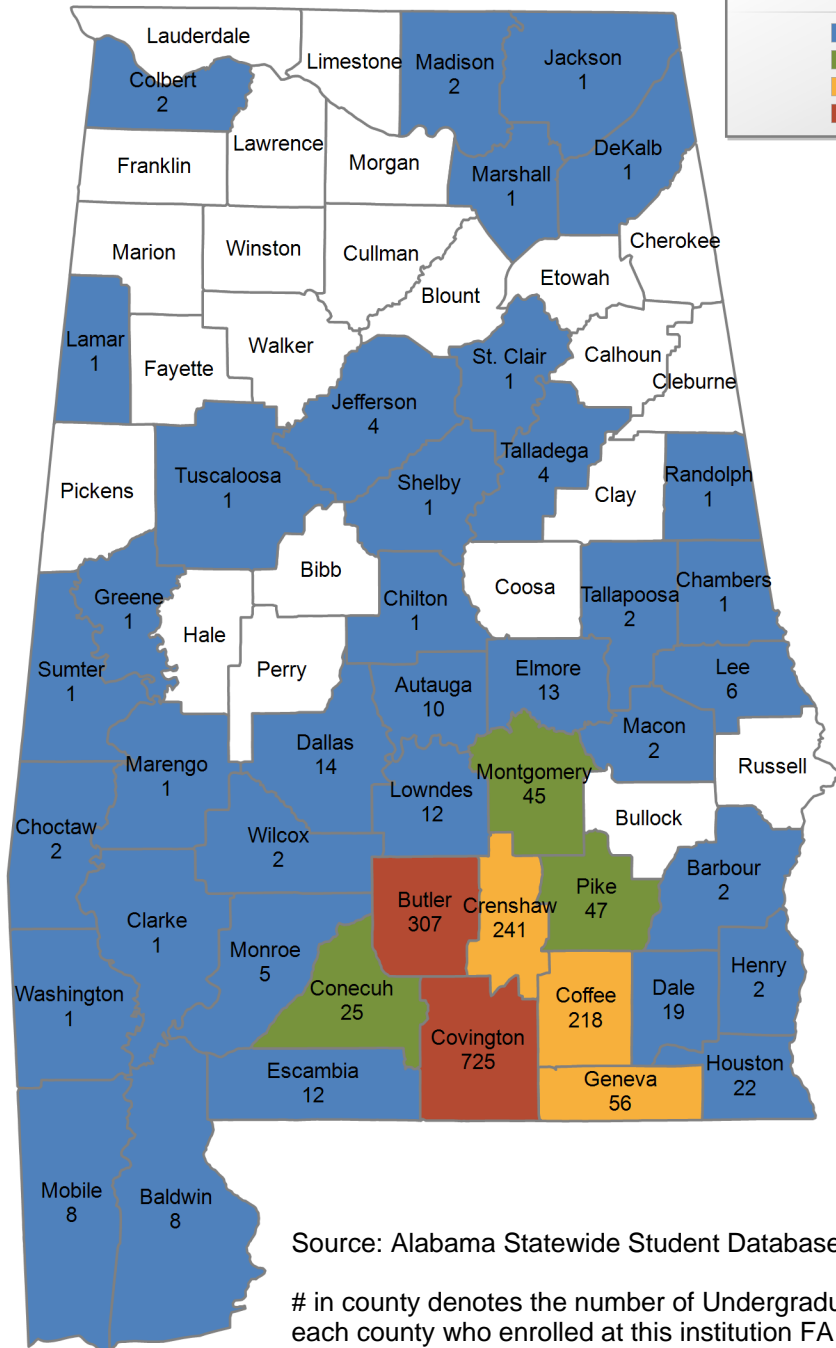 Lauderdale
Limestone
Madison
2
Jackson
1
Colbert
2
Lawrence
Franklin
Morgan
Marshall
1
DeKalb
1
Marion
Winston
Cullman
Blount
Etowah
Cherokee
Lamar
1
Fayette
Walker
Jefferson
4
St. Clair
1
Calhoun
Cleburne
Pickens
Tuscaloosa
1
Shelby
1
Talladega
4
Clay
Randolph
1
Greene
1
Hale
Bibb
Perry
Chilton
1
Coosa
Tallapoosa
2
Chambers
1
Sumter
1
Marengo
1
Dallas
14
Autauga
10
Elmore
13
Lee
6
Macon
2
Russell
Choctaw
2
Wilcox
2
Lowndes
12
Montgomery
45
Bullock
Clarke
1
Monroe
5
Butler
307
Crenshaw
241
Pike
47
Barbour
2
Washington
1
Conecuh
25
Covington
725
Coffee
218
Dale
19
Henry
2
Escambia
12
Geneva
56
Houston
22
Mobile
8
Baldwin
8
Source: Alabama Statewide Student Database
# in county denotes the number of Undergradu
each county who enrolled at this institution FA